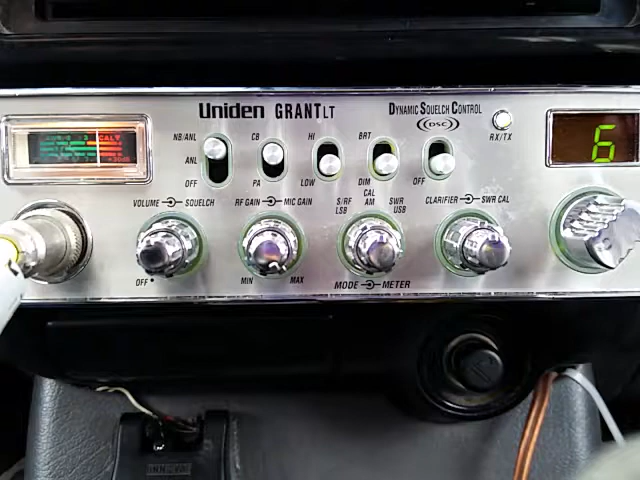 Uniden GRANT LT
DYNAMIC SQUELCH CONTROL
(DSC)
RX/TX
NB/ANL
ANL
OFF
CB
PA
HI
LOW
BRT
DIM
OFF
CAL
6
VOLUME SQUELCH
OFF
RF GAIN MIC GAIN
MIN MAX
S/RF CAL SWR
LSB AM USB
MODE METER
CLARIFIER SWR CAL